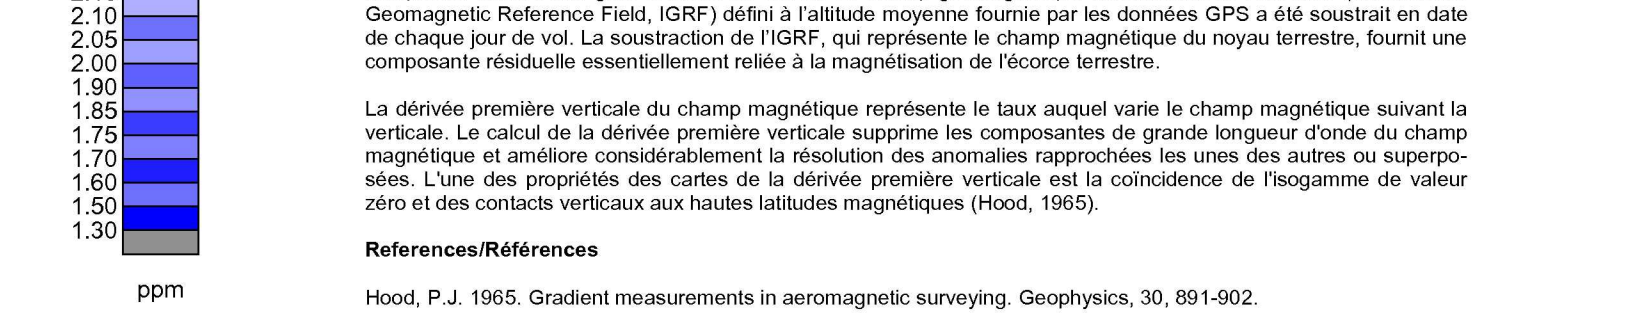 2.10
2.05
2.00
1.90
1.85
1.75
1.70
1.60
1.50
1.30
ppm
Geomagnetic Reference Field, IGRF) défini à l'altitude moyenne fournie par les données GPS a été soustrait en date
de chaque jour de vol. La soustraction de l'IGRF, qui représente le champ magnétique du noyau terrestre, fournit une
composante résiduelle essentiellement reliée à la magnétisation de l'écorce terrestre.
La dérivée première verticale du champ magnétique représente le taux auquel varie le champ magnétique suivant la
verticale. Le calcul de la dérivée première verticale supprime les composantes de grande longueur d'onde du champ
magnétique et améliore considérablement la résolution des anomalies rapprochées les unes des autres ou superpo-
sées. L'une des propriétés des cartes de la dérivée première verticale est la coïncidence de l'isogamme de valeur
zéro et des contacts verticaux aux hautes latitudes magnétiques (Hood, 1965).
References/Références
Hood, P.J. 1965. Gradient measurements in aeromagnetic surveying. Geophysics, 30, 891-902.